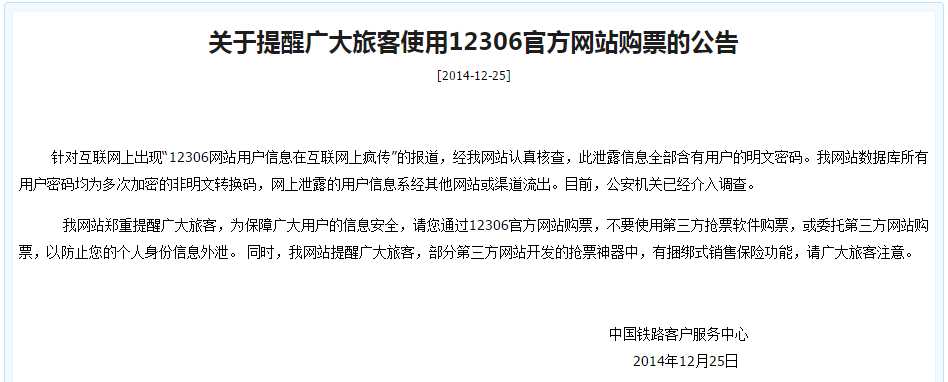 关于提醒广大旅客使用12306官方网站购票的公告
[2014-12-25]
针对互联网上出现“12306网站用户信息在互联网上疯传”的报道，经我网站认真核查，此泄露信息全部含有用户的明文密码。我网站数据库所有
用户密码均为多次加密的非明文转换码，网上泄露的用户信息系经其他网站或渠道流出。目前，公安机关已经介入调查。
我网站郑重提醒广大旅客，为保障广大用户的信息安全，请您通过12306官方网站购票，不要使用第三方抢票软件购票，或委托第三方网站购
票，以防止您的个人身份信息外泄。 同时，我网站提醒广大旅客，部分第三方网站开发的抢票神器中，有捆绑式销售保险功能，请广大旅客注意。
中国铁路客户服务中心
2014年12月25日